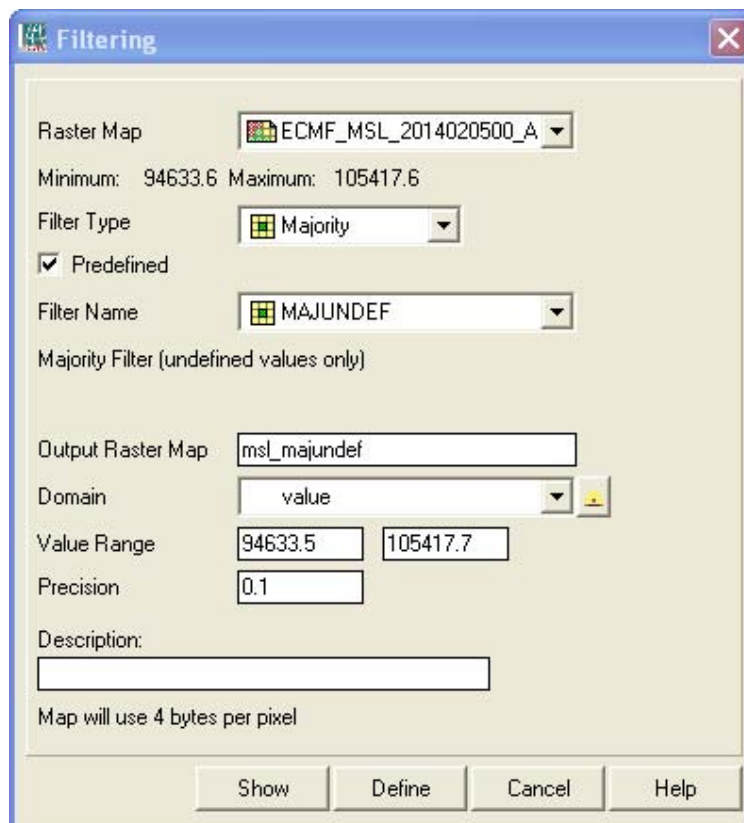 Filtering
Raster Map ECMF_MSL_2014020500_A
Minimum: 94633.6 Maximum: 105417.6
Filter Type Majority
Predefined
Filter Name MAJUNDEF
Majority Filter (undefined values only)
Output Raster Map msl_majundef
Domain value
Value Range 94633.5 105417.7
Precision 0.1
Description:
Map will use 4 bytes per pixel
Show Define Cancel Help